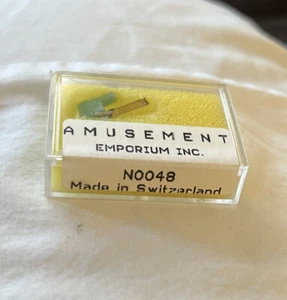 AMUSEMENT
EMPORIUM INC.
N0048
Made in Switzerland